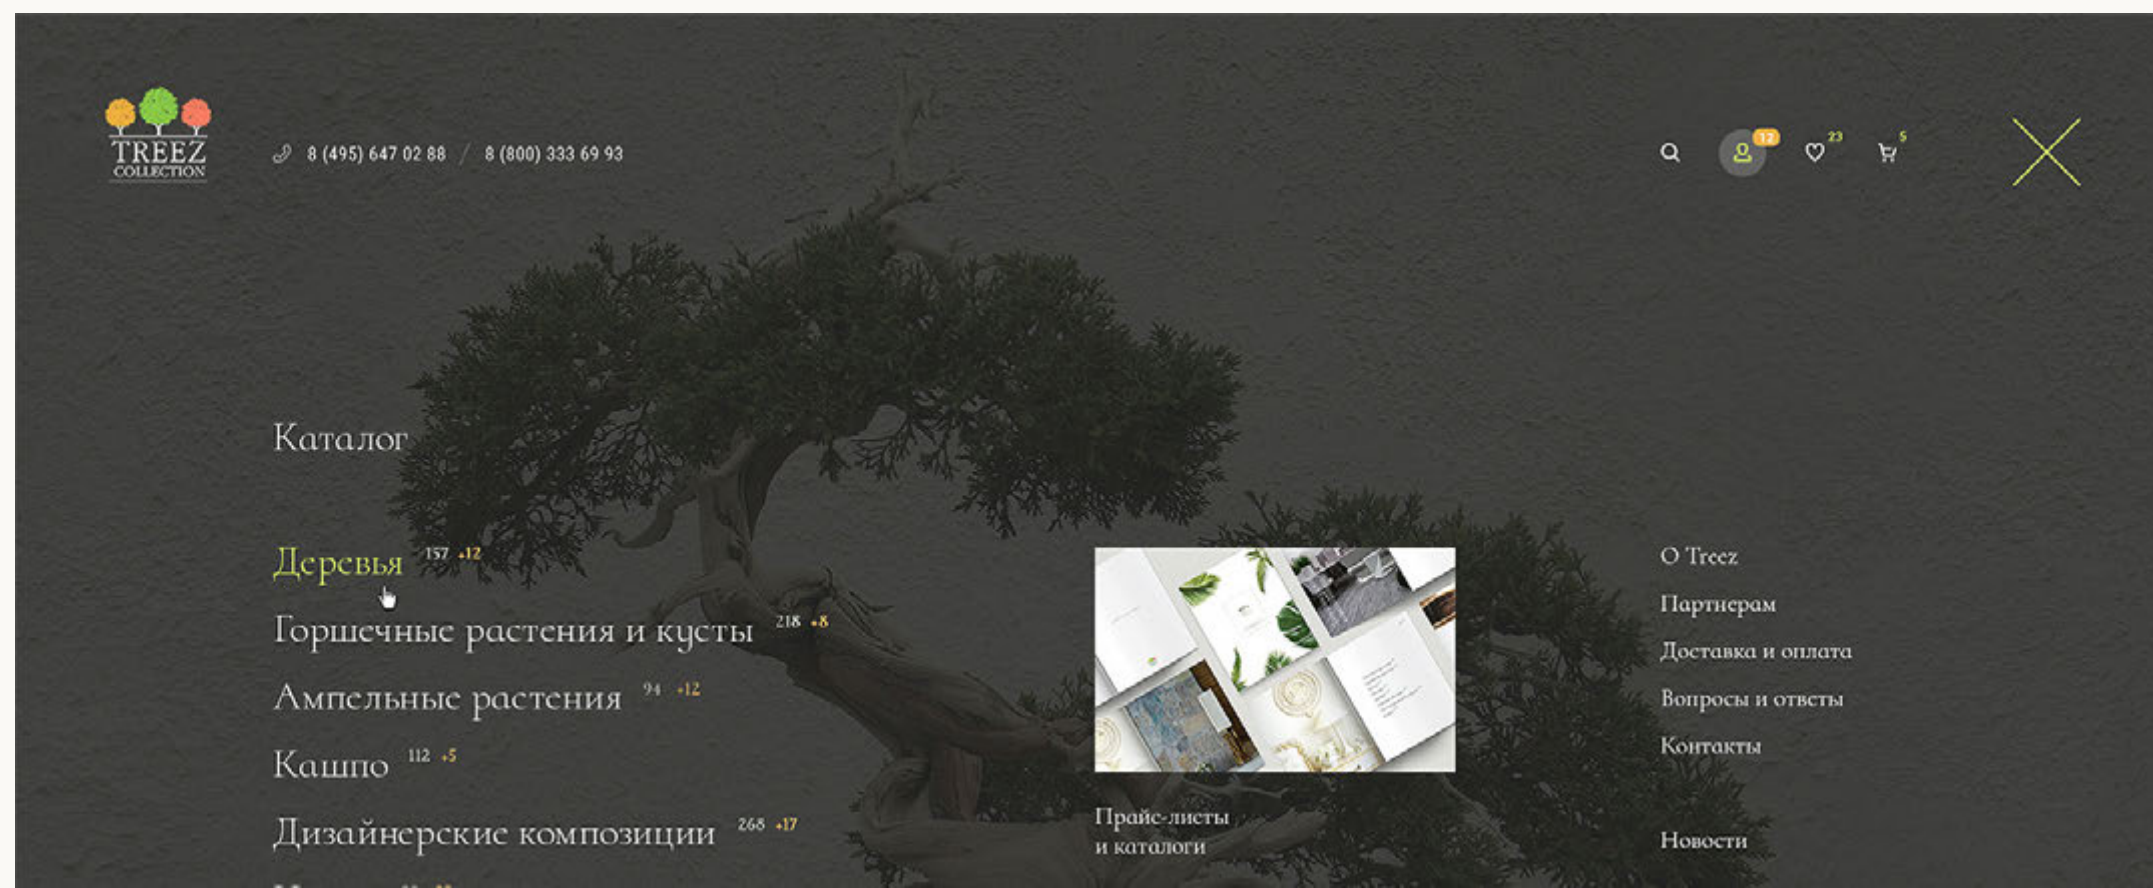 TREEZ
COLLECTION
8 (495) 647 02 88 / 8 (800) 333 69 93
12
23
5
Каталог
Деревья 157 +12
Горшечные растения и кусты 218 +8
Ампельные растения 94 +12
Кашпо 112 +5
Дизайнерские композиции 268 +17
Прайс-листы
и каталоги
О Treez
Партнерам
Доставка и оплата
Вопросы и ответы
Контакты
Новости